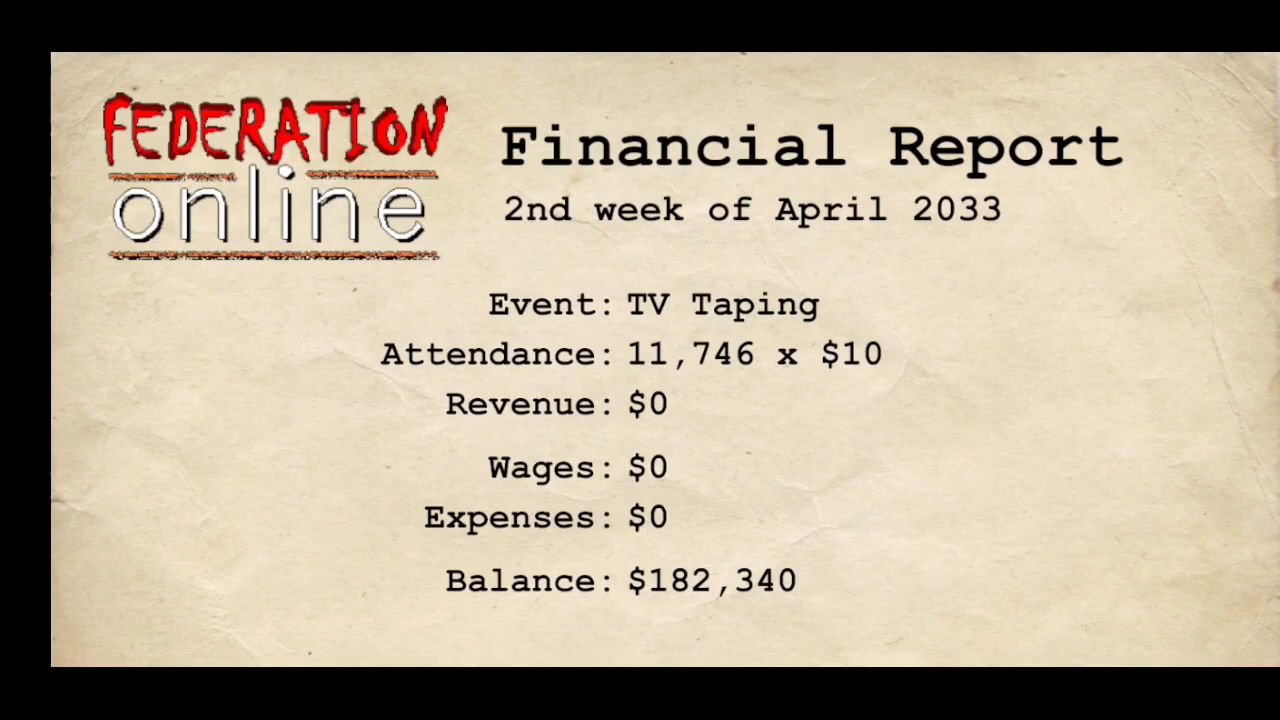 FEDERATION
online
Financial Report
2nd week of April 2033
Event: TV Taping
Attendance: 11,746 x $10
Revenue: $0
Wages: $0
Expenses: $0
Balance: $182,340